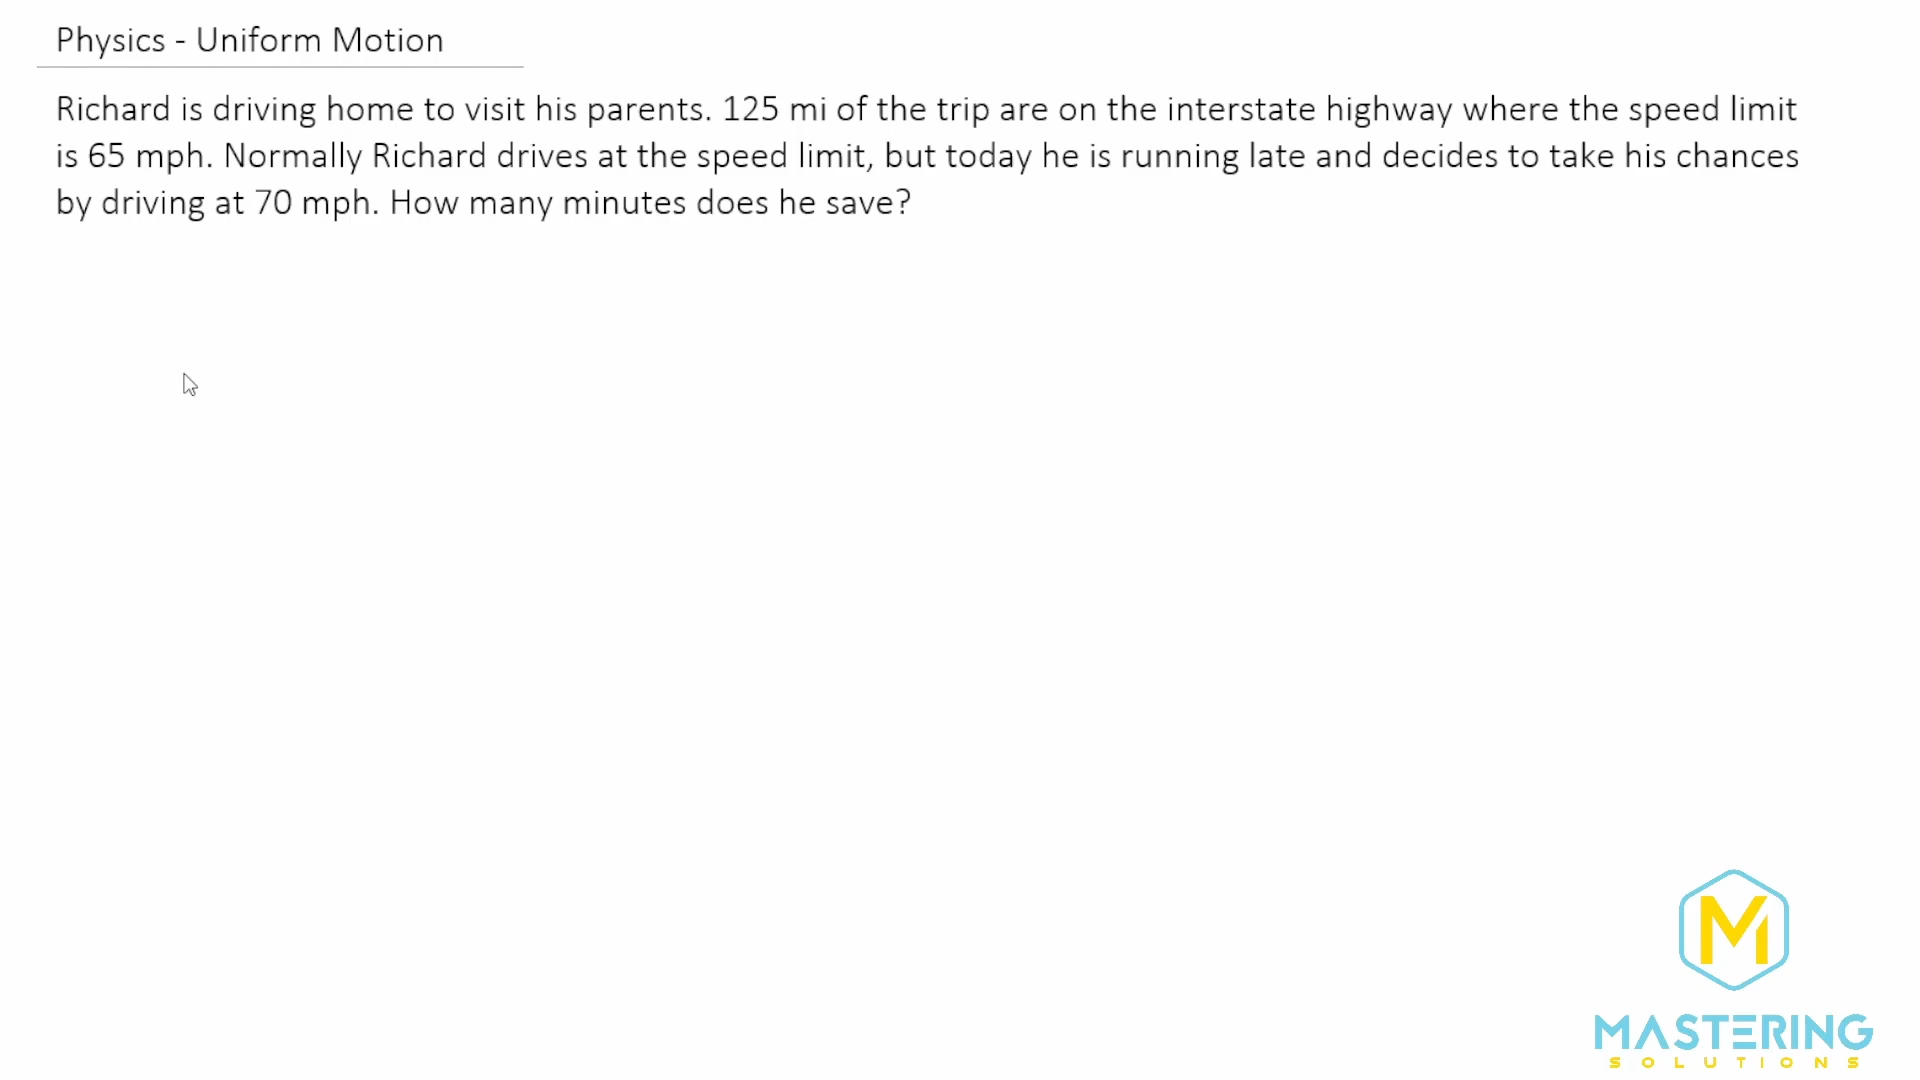 Physics - Uniform Motion
Richard is driving home to visit his parents. 125 mi of the trip are on the interstate highway where the speed limit
is 65 mph. Normally Richard drives at the speed limit, but today he is running late and decides to take his chances
by driving at 70 mph. How many minutes does he save?
M
MASTERING
SOLUTIONS